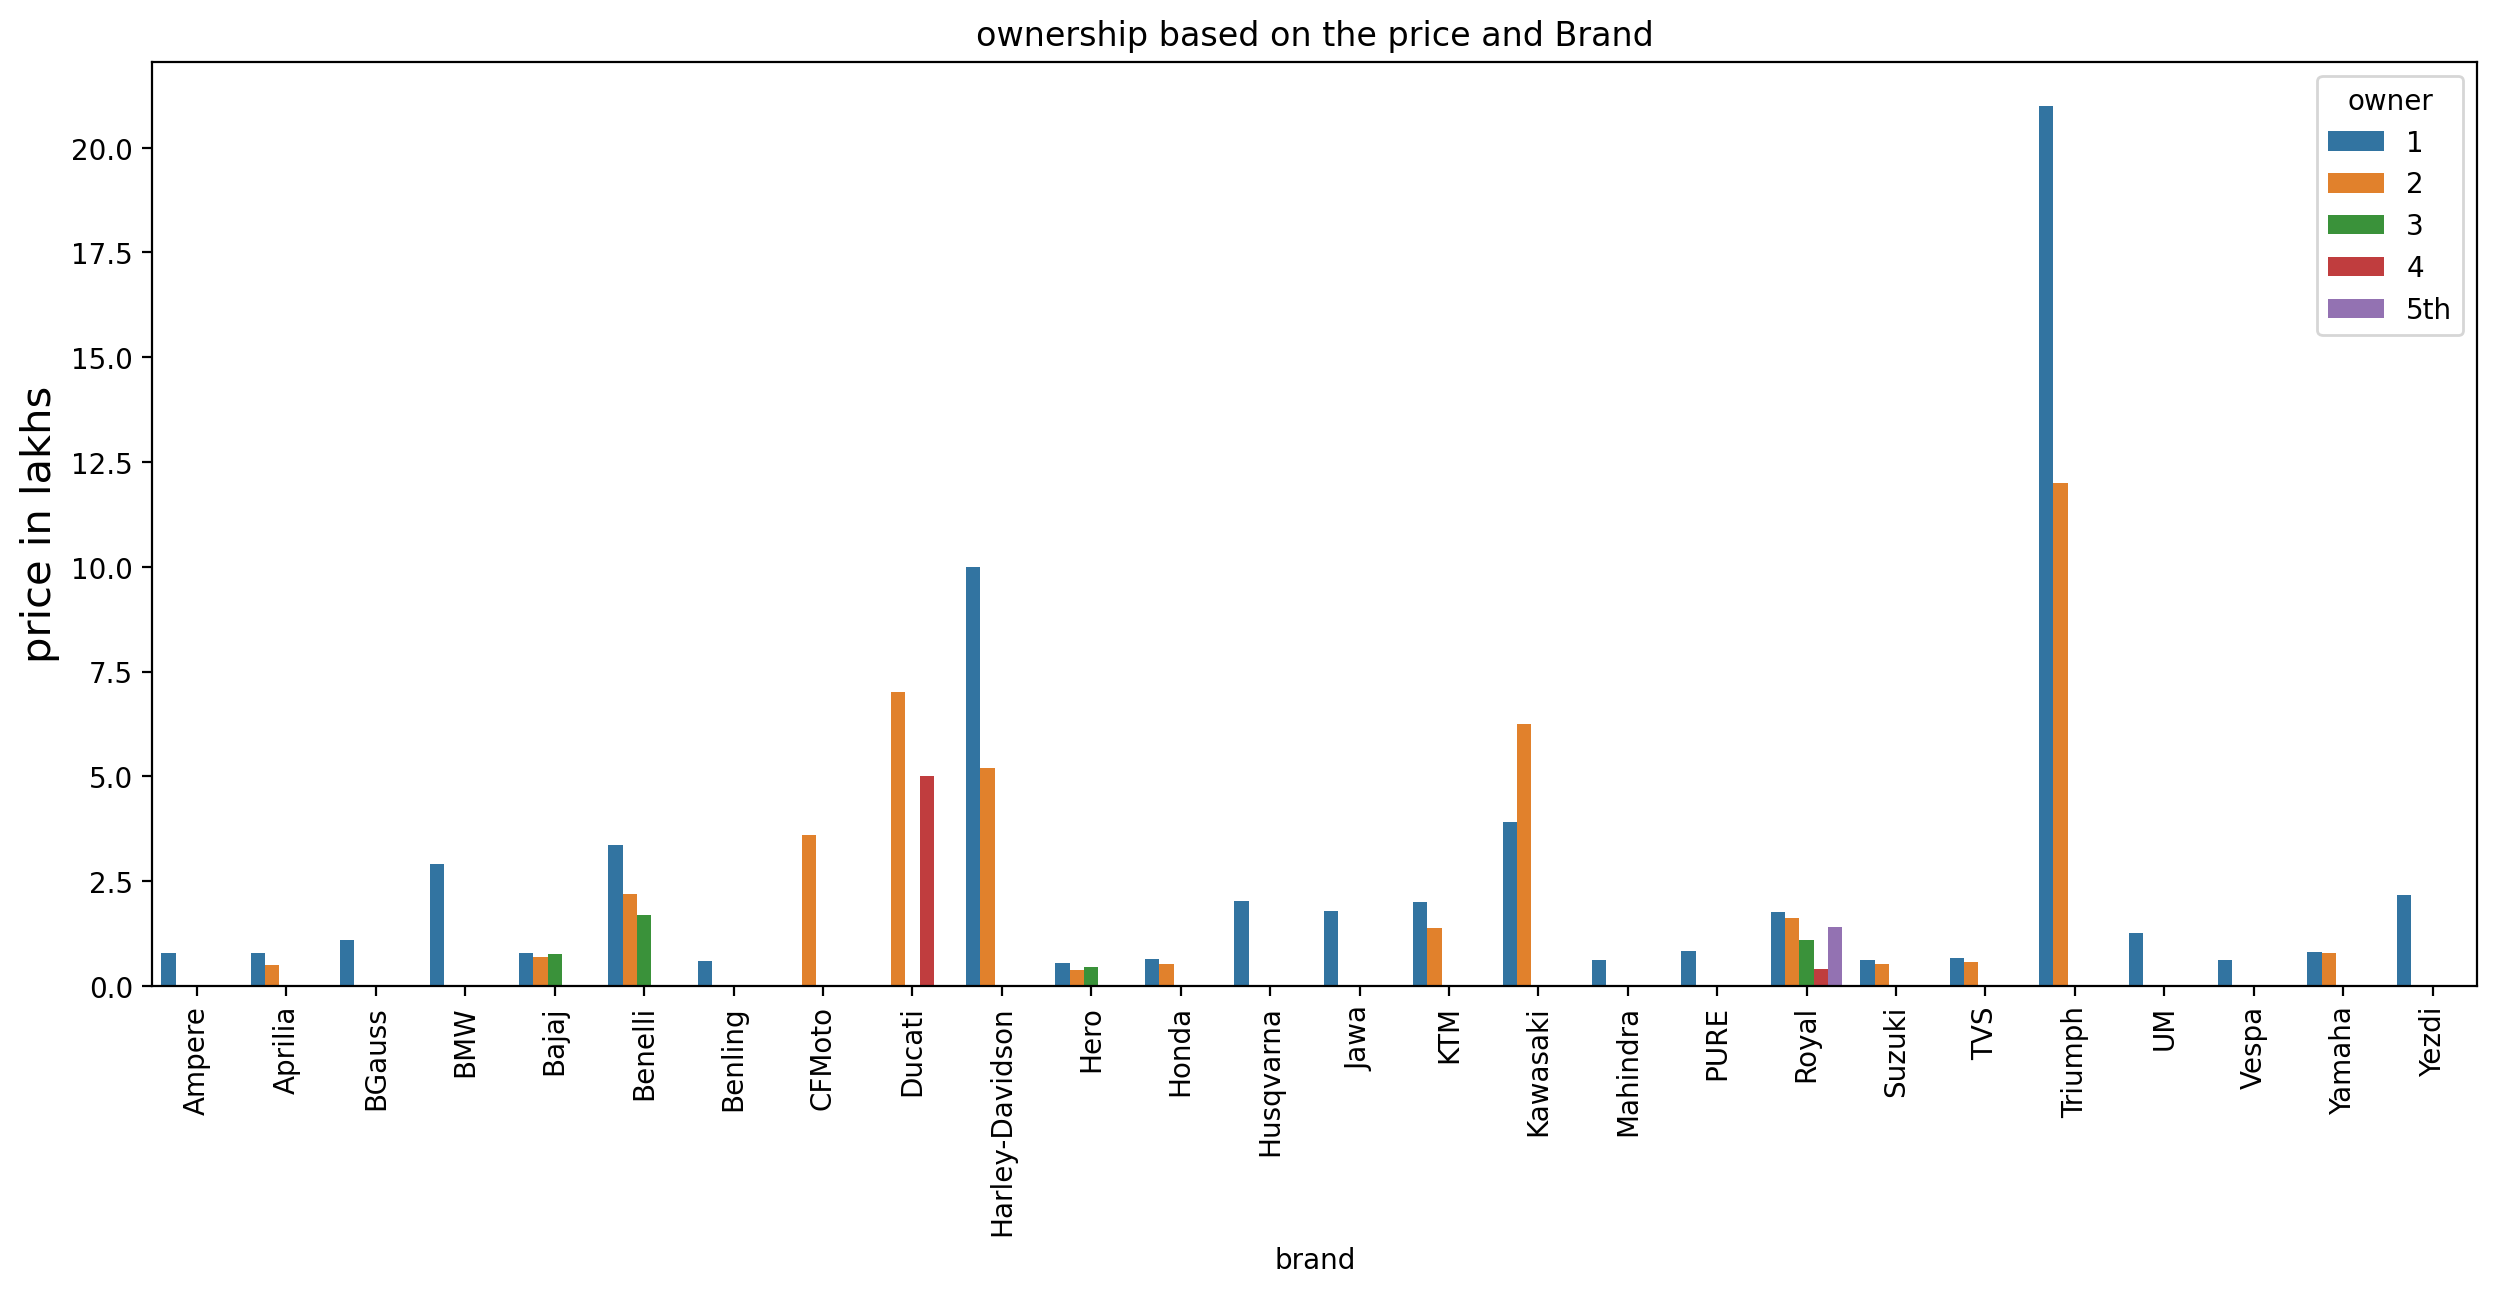 ownership based on the price and Brand
owner
1
2
3
4
5th
price in lakhs
20.0
17.5
15.0
12.5
10.0
7.5
5.0
2.5
0.0
Ampere
Aprilia
BGauss
BMW
Bajaj
Benelli
Benling
CFMoto
Ducati
Harley-Davidson
Hero
Honda
Husqvarna
Jawa
KTM
Kawasaki
Mahindra
PURE
Royal
Suzuki
TVS
Triumph
UM
Vespa
Yamaha
Yezdi
brand